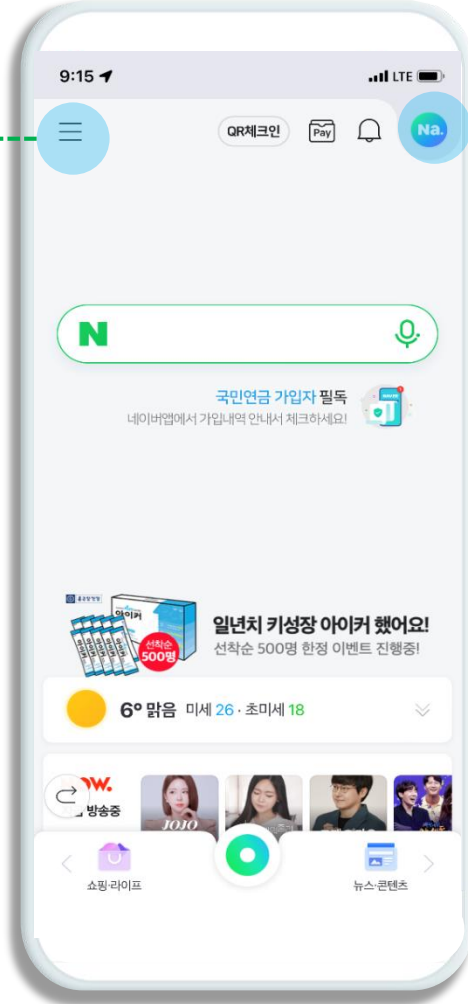 9:15
LTE
QR체크인
Pay
Na.
N
국민연금 가입자 필독
네이버앱에서 가입내역 안내서 체크하세요!
아이커
선착순
500명
일년치 키성장 아이커 했어요!
선착순 500명 한정 이벤트 진행중!
6° 맑음 미세 26 · 초미세 18
OW.
방송중
JOJO
쇼핑·라이프
뉴스·콘텐츠